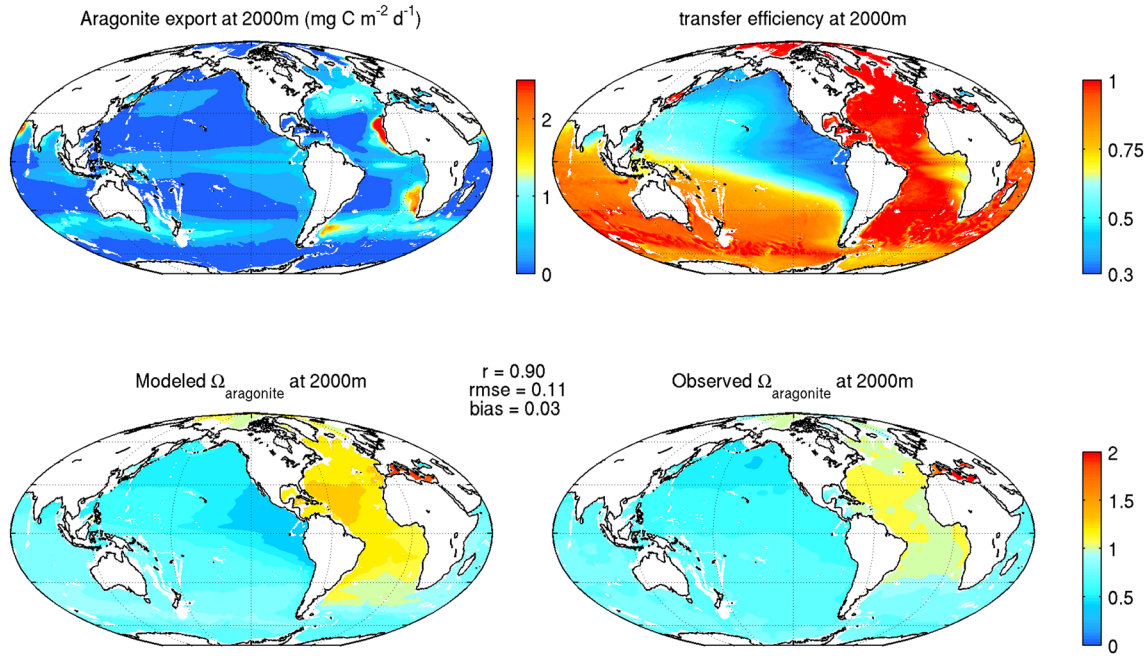 Aragonite export at 2000m (mg C m⁻² d⁻¹)
2
1
0
transfer efficiency at 2000m
1
0.75
0.5
0.3
Modeled Ω_aragonite at 2000m
r = 0.90
rmse = 0.11
bias = 0.03
Observed Ω_aragonite at 2000m
2
1.5
1
0.5
0